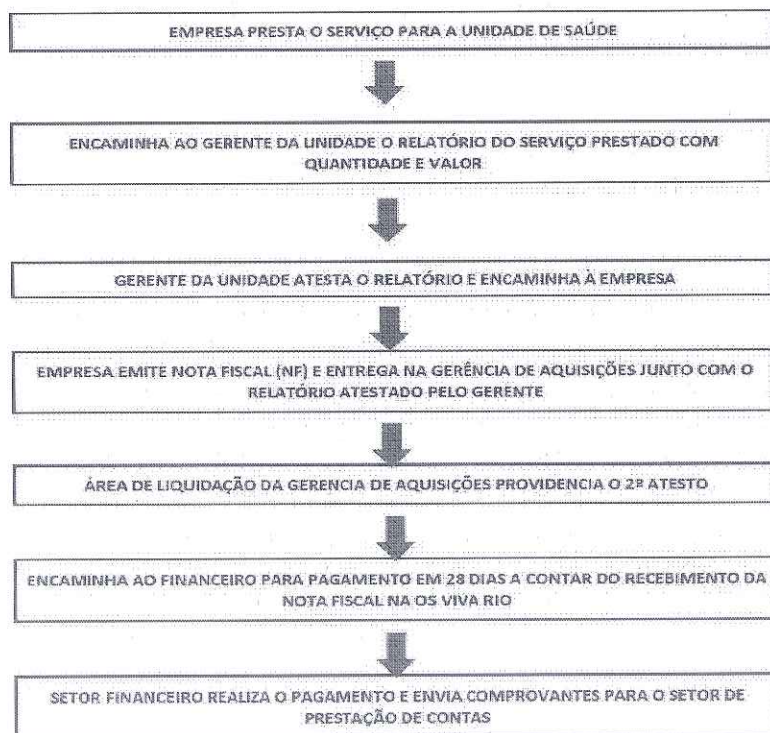 EMPRESA PRESTA O SERVIÇO PARA A UNIDADE DE SAÚDE
ENCAMINHA AO GERENTE DA UNIDADE O RELATÓRIO DO SERVIÇO PRESTADO COM
QUANTIDADE E VALOR
GERENTE DA UNIDADE ATESTA O RELATÓRIO E ENCAMINHA À EMPRESA
EMPRESA EMITE NOTA FISCAL (NF) E ENTREGA NA GERÊNCIA DE AQUISIÇÕES JUNTO COM O
RELATÓRIO ATESTADO PELO GERENTE
ÁREA DE LIQUIDAÇÃO DA GERENCIA DE AQUISIÇÕES PROVIDENCIA O 2º ATESTO
ENCAMINHA AO FINANCEIRO PARA PAGAMENTO EM 28 DIAS A CONTAR DO RECEBIMENTO DA
NOTA FISCAL NA OS VIVA RIO
SETOR FINANCEIRO REALIZA O PAGAMENTO E ENVIA COMPROVANTES PARA O SETOR DE
PRESTAÇÃO DE CONTAS